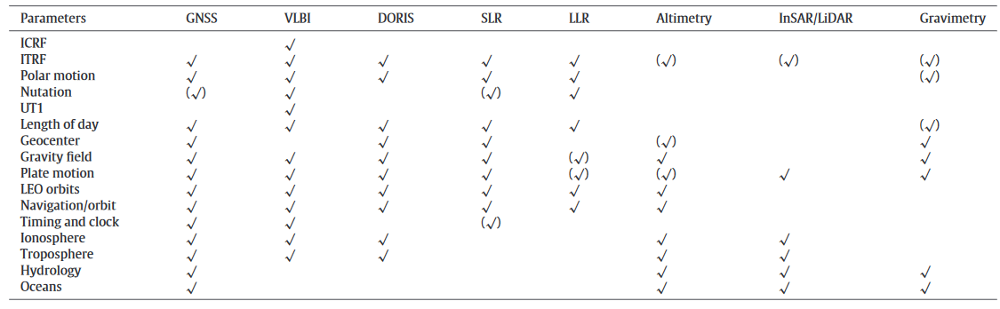 Parameters GNSS VLBI DORIS SLR LLR Altimetry InSAR/LiDAR Gravimetry
ICRF √
ITRF √ √ √ √ √ (√) (√) (√)
Polar motion √ √ √ √ √ (√)
Nutation (√) √ (√) √
UT1 √
Length of day √ √ √ √ √ (√)
Geocenter √ √ √ (√) √
Gravity field √ √ √ √ (√) √ √
Plate motion √ √ √ √ (√) (√) √ √
LEO orbits √ √ √ √ √ √
Navigation/orbit √ √ √ √ √ √
Timing and clock √ √ (√)
Ionosphere √ √ √ √ √
Troposphere √ √ √ √ √
Hydrology √ √ √ √
Oceans √ √ √ √